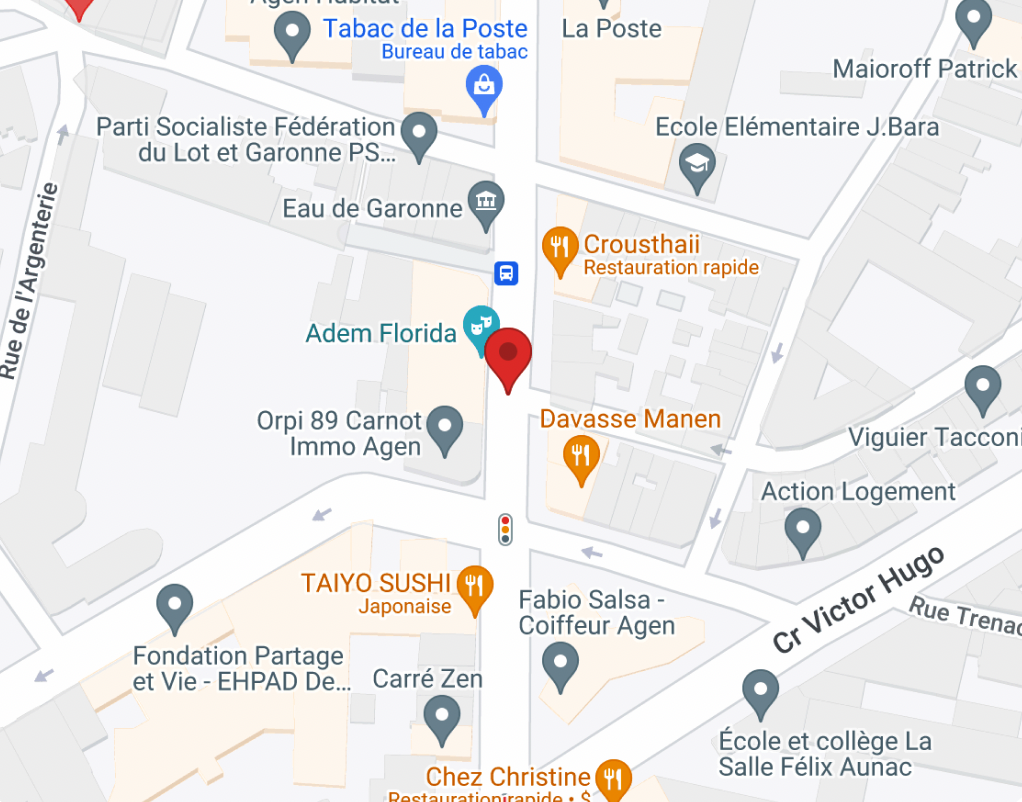 Agen Habitat
Tabac de la Poste
Bureau de tabac
La Poste
Maioroff Patrick
Parti Socialiste Fédération
du Lot et Garonne PS...
Ecole Elémentaire J.Bara
Eau de Garonne
Rue de l'Argenterie
Crousthaii
Restauration rapide
Adem Florida
Davasse Manen
Orpi 89 Carnot
Immo Agen
Viguier Tacconi
Action Logement
TAIYO SUSHI
Japonaise
Fabio Salsa -
Coiffeur Agen
Cr Victor Hugo
Rue Trenac
Fondation Partage
et Vie - EHPAD De...
Carré Zen
École et collège La
Salle Félix Aunac
Chez Christine
Restauration rapide • $